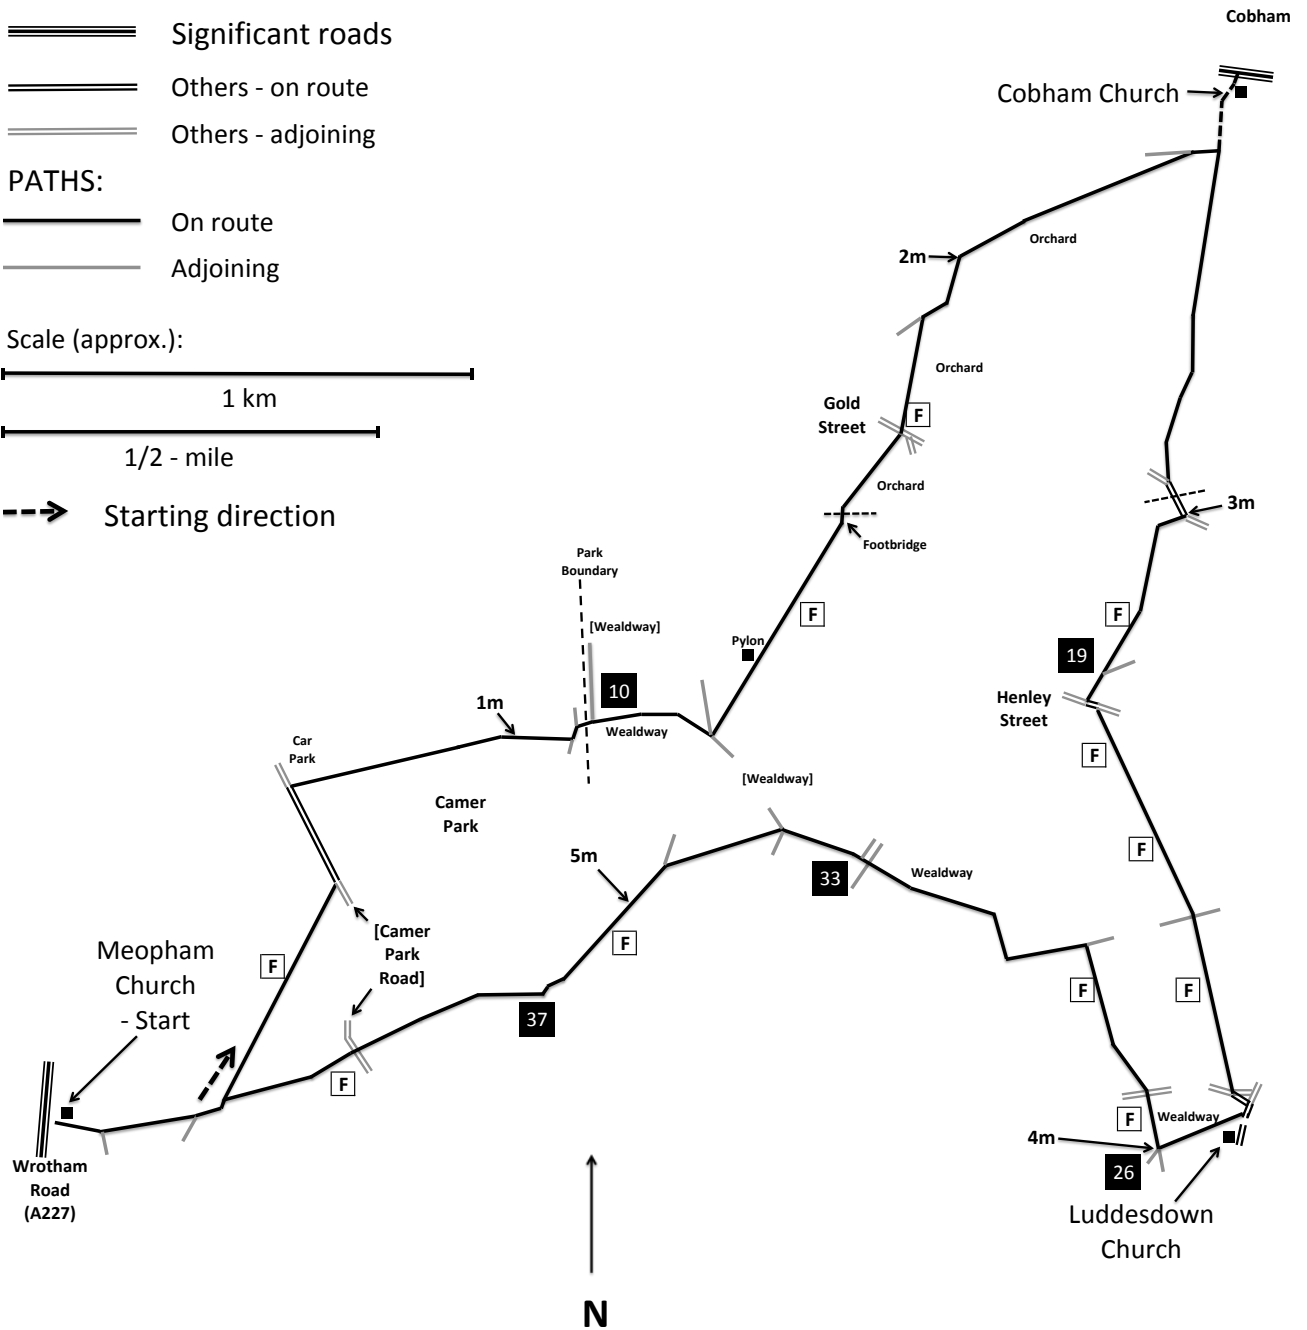 Significant roads
Others - on route
Others - adjoining
PATHS:
On route
Adjoining
Scale (approx.):
1 km
1/2 - mile
Starting direction
Cobham
Cobham Church
Orchard
2m
Orchard
Gold
Street
F
Orchard
3m
Footbridge
Park
Boundary
[Wealdway]
F
F
Pylon
19
10
1m
Wealdway
Henley
Street
Car
Park
F
[Wealdway]
Camer
Park
5m
F
33
Wealdway
[Camer
Park
Road]
F
F
Meopham
Church
- Start
F
F
37
F
F
Wealdway
4m
26
Wrotham
Road
(A227)
Luddesdown
Church
N